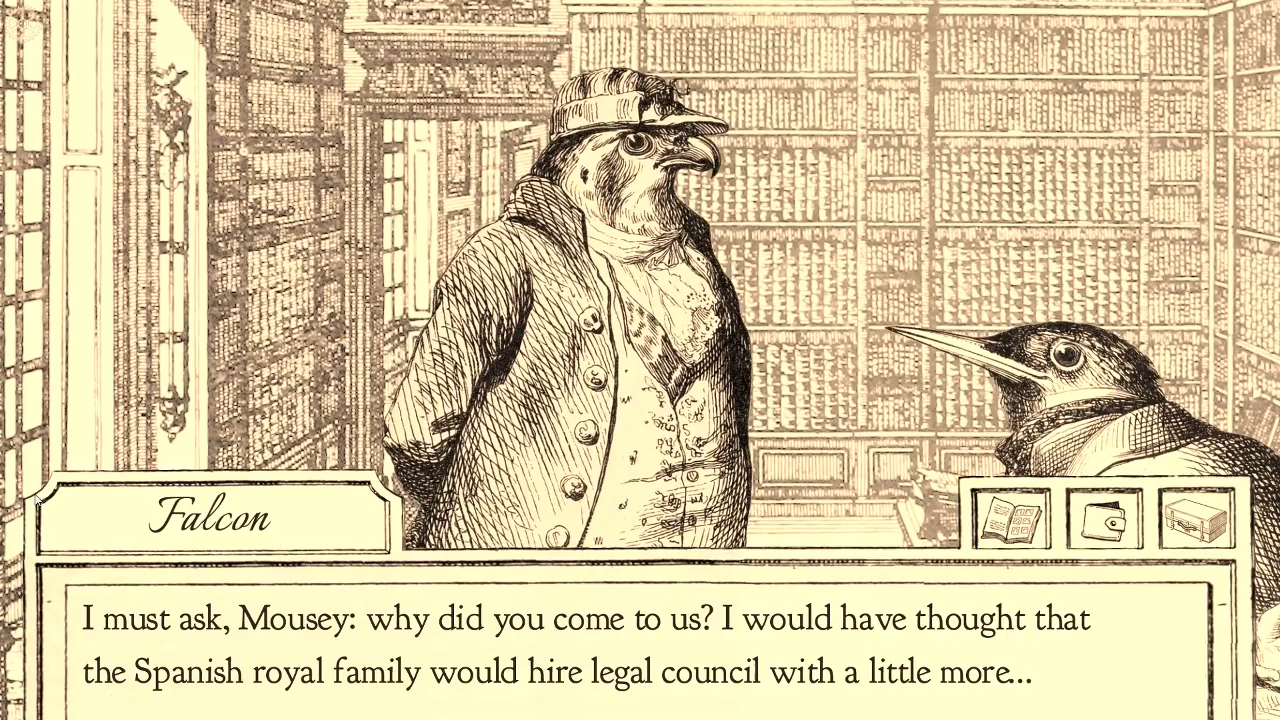 Falcon
I must ask, Mousey: why did you come to us? I would have thought that
the Spanish royal family would hire legal council with a little more...